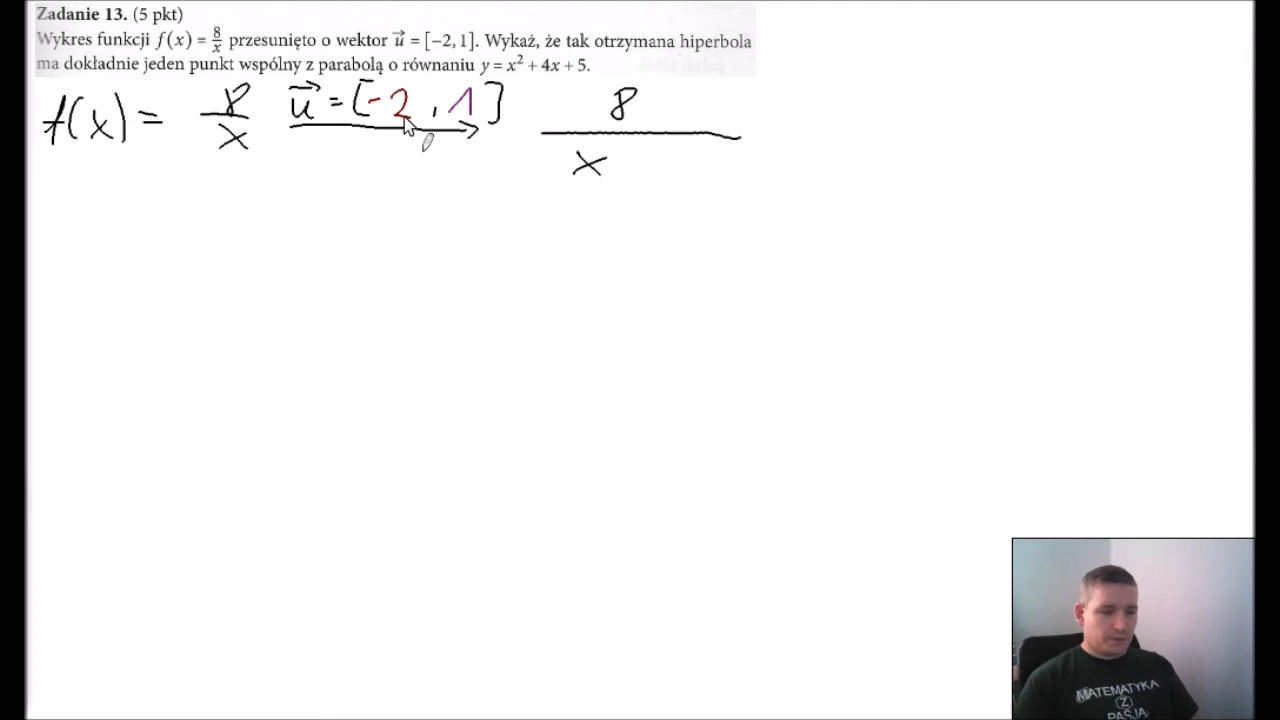 Zadanie 13. (5 pkt)
Wykres funkcji f(x) = 8/x przesunięto o wektor u⃗ = [−2, 1]. Wykaż, że tak otrzymana hiperbola
ma dokładnie jeden punkt wspólny z parabolą o równaniu y = x² + 4x + 5.
f(x) = 8/x u⃗ = [-2, 1] 8/x
MATEMATYKA
Z
PASJĄ